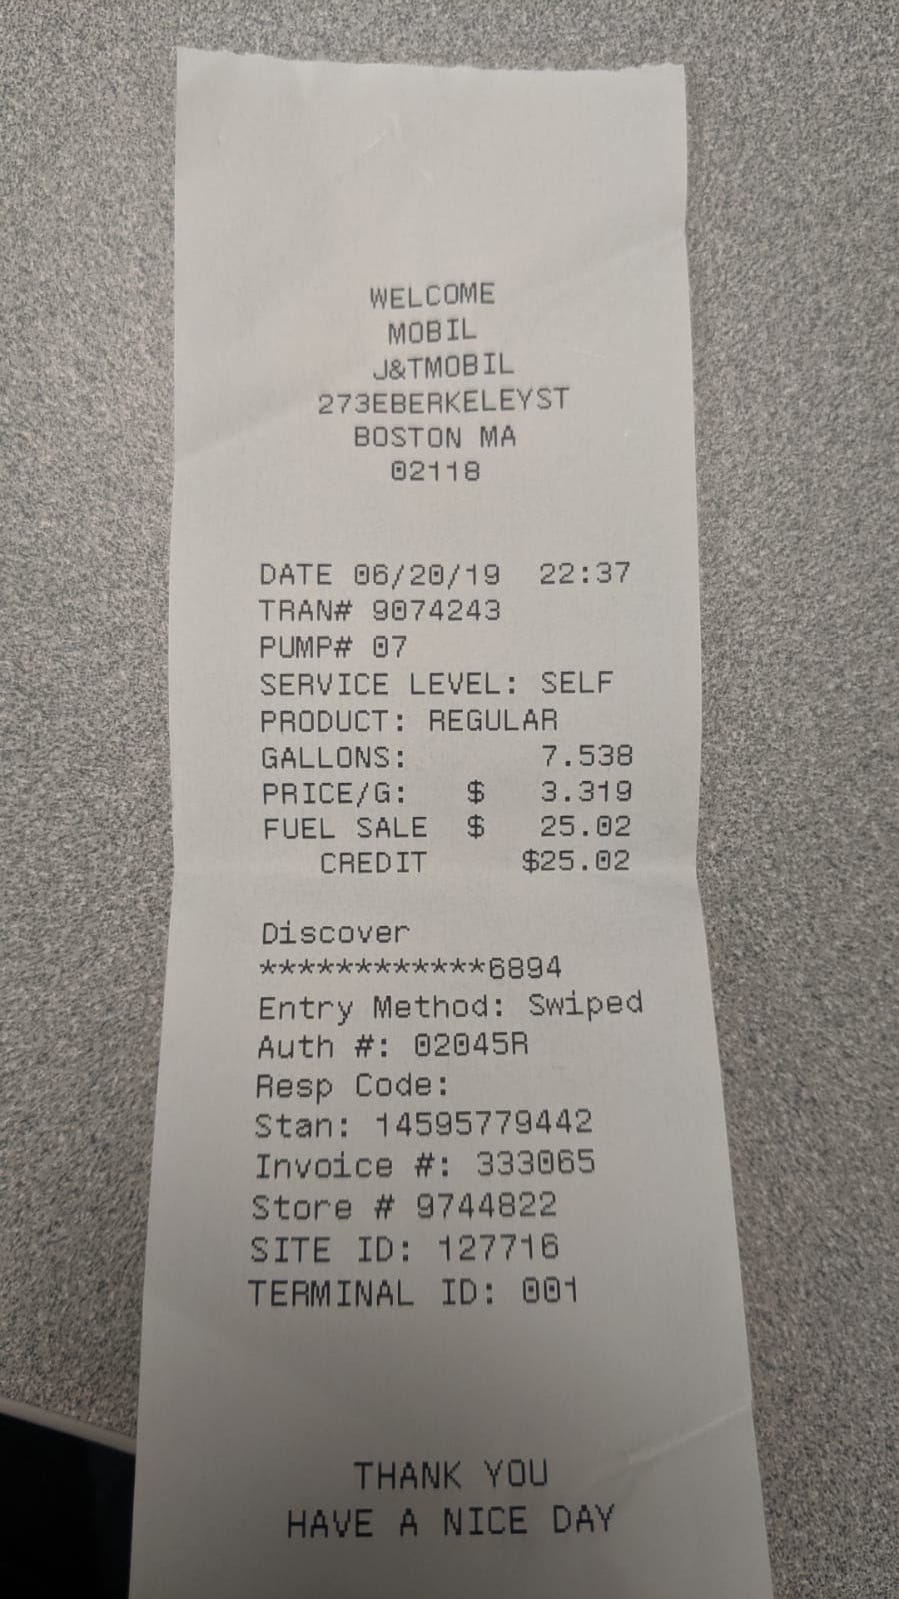 WELCOME
MOBIL
J&TMOBIL
273EBERKELEYST
BOSTON MA
02118
DATE 06/20/19 22:37
TRAN# 9074243
PUMP# 07
SERVICE LEVEL: SELF
PRODUCT: REGULAR
GALLONS: 7.538
PRICE/G: $ 3.319
FUEL SALE $ 25.02
CREDIT $25.02
Discover
************6894
Entry Method: Swiped
Auth #: 02045R
Resp Code:
Stan: 14595779442
Invoice #: 333065
Store # 9744822
SITE ID: 127716
TERMINAL ID: 001
THANK YOU
HAVE A NICE DAY